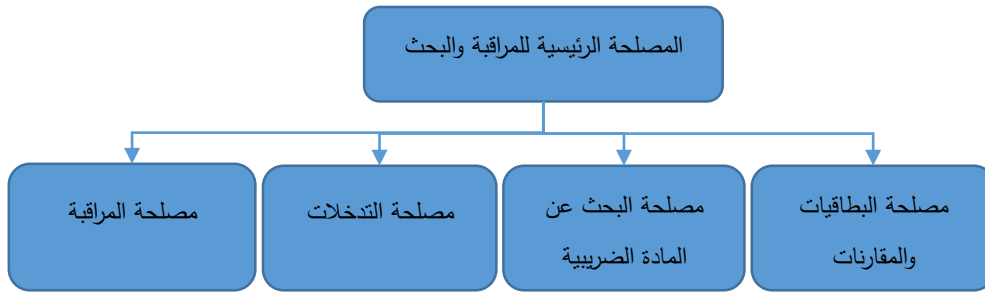 المصلحة الرئيسية للمراقبة والبحث
مصلحة البطاقيات
والمقارنات
مصلحة البحث عن
المادة الضريبية
مصلحة التدخلات
مصلحة المراقبة